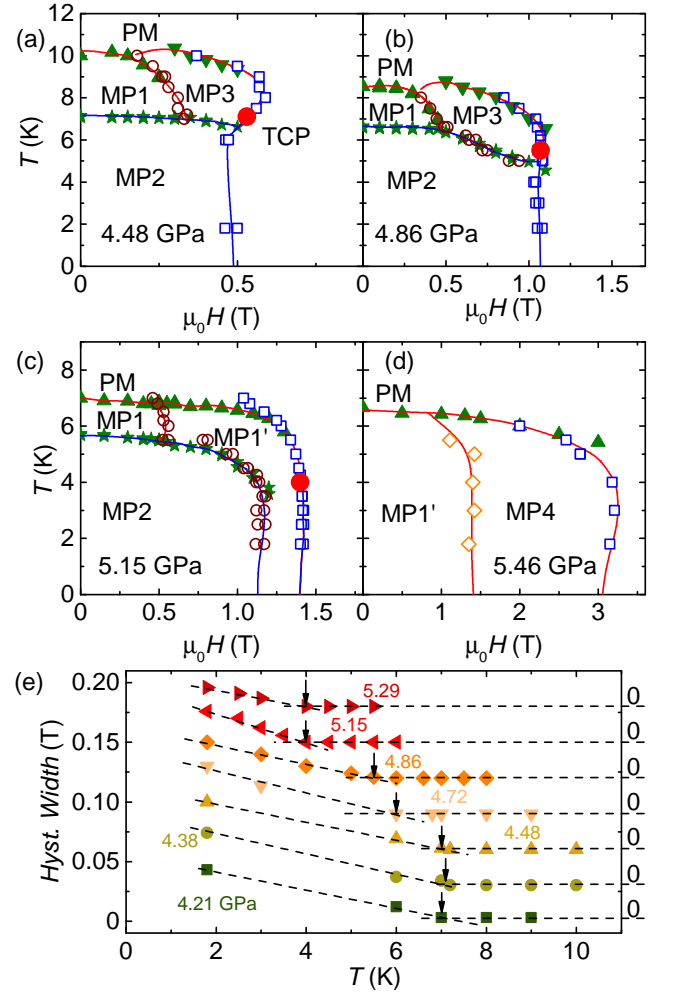 (a)
12
10
8
6
4
2
0
T (K)
PM
MP1
MP3
TCP
MP2
4.48 GPa
0.5
μ₀H (T)
(b)
PM
MP1
MP3
MP2
4.86 GPa
0.5
1.0
1.5
μ₀H (T)
(c)
8
6
4
2
0
T (K)
PM
MP1
MP1'
MP2
5.15 GPa
0.5
1.0
1.5
μ₀H (T)
(d)
PM
MP1'
MP4
5.46 GPa
0
1
2
3
μ₀H (T)
(e)
0.20
0.15
0.10
0.05
0
Hyst. Width (T)
5.29
5.15
4.86
4.72
4.48
4.38
4.21 GPa
0
0
0
0
0
0
0
0
2
4
6
8
10
T (K)